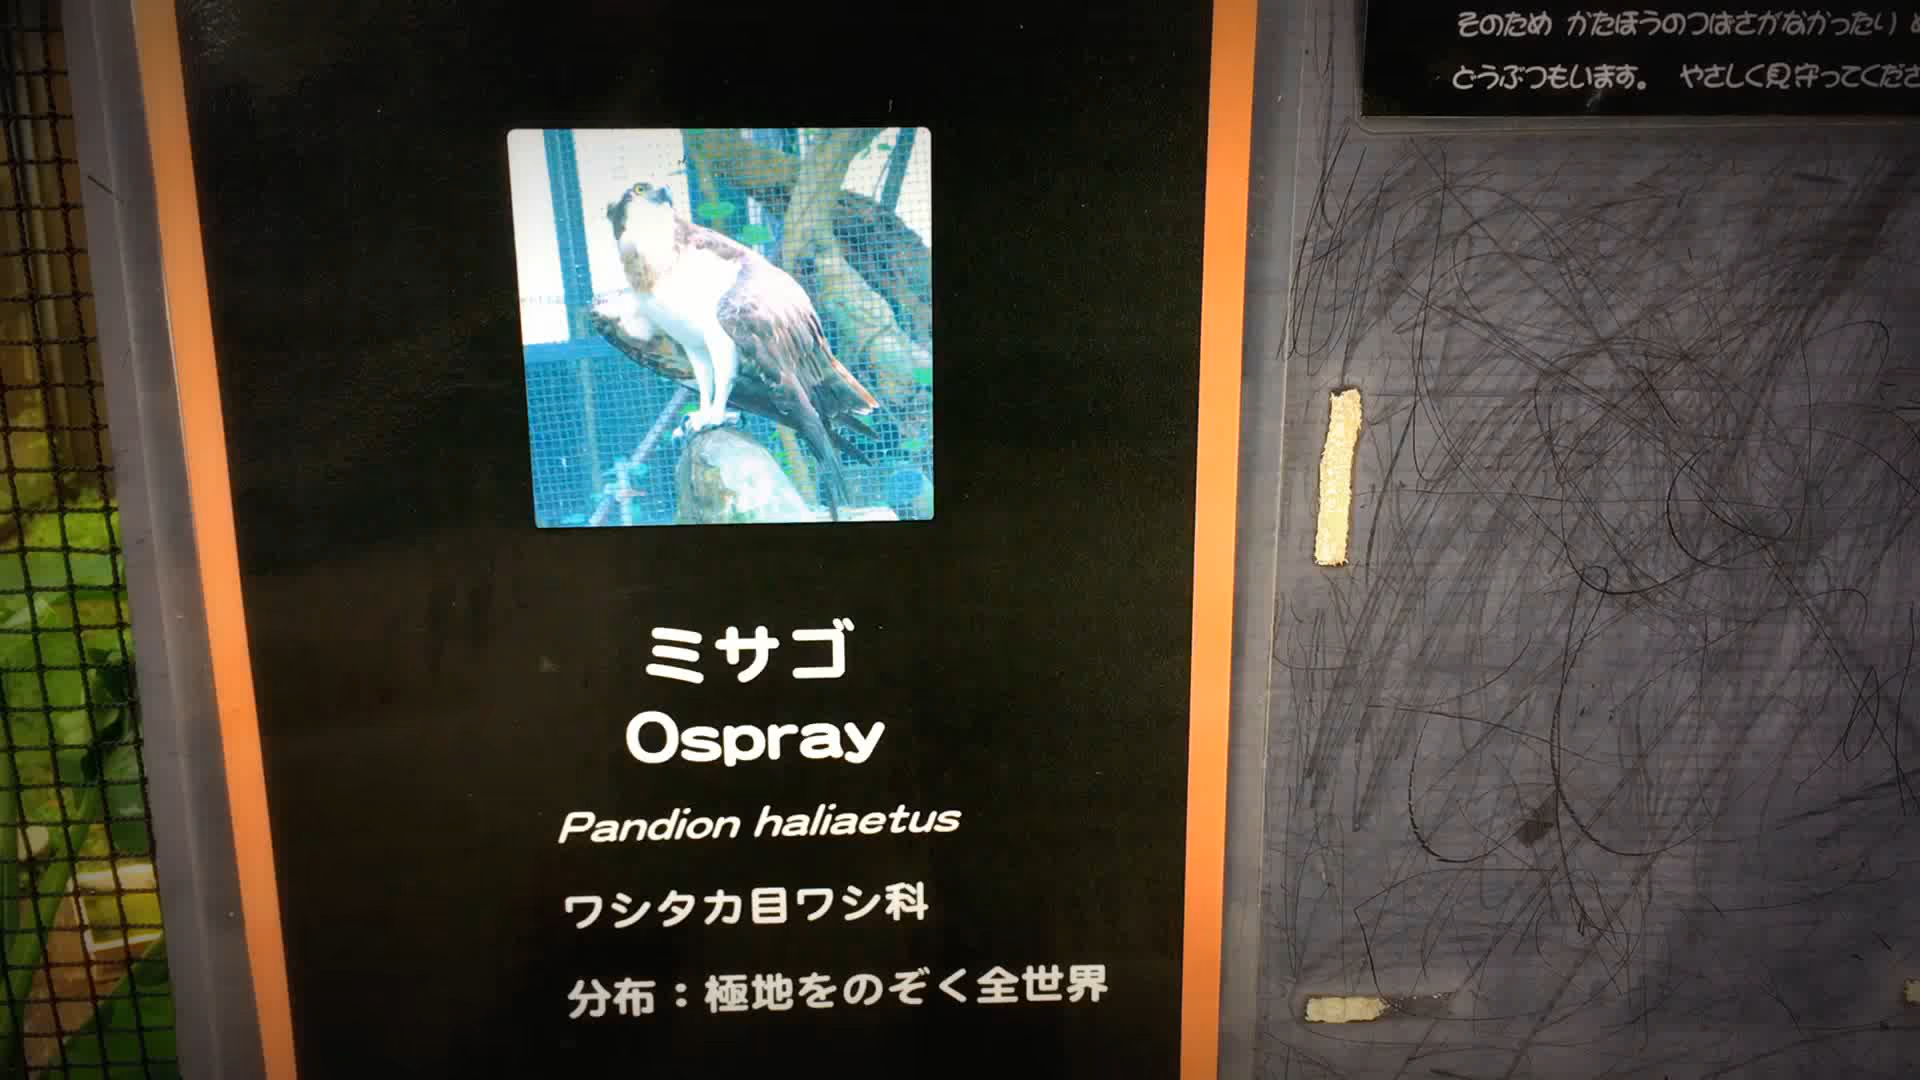 ミサゴ
Ospray
Pandion haliaetus
ワシタカ目ワシ科
分布：極地をのぞく全世界
そのため かたほうのつばさがなかったり
どうぶつもいます。 やさしく見守ってくださ